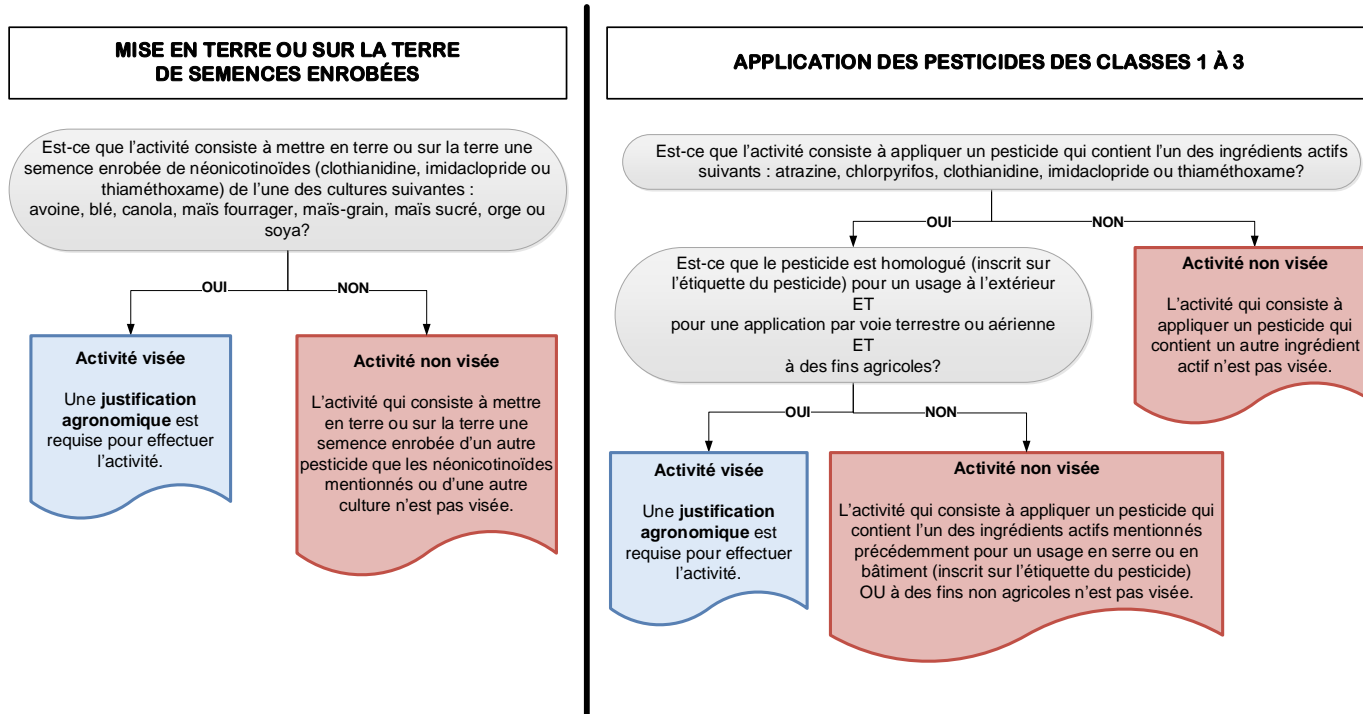 MISE EN TERRE OU SUR LA TERRE
DE SEMENCES ENROBÉES
Est-ce que l’activité consiste à mettre en terre ou sur la terre une
semence enrobée de néonicotinoïdes (clothianidine, imidaclopride ou
thiaméthoxame) de l’une des cultures suivantes :
avoine, blé, canola, maïs fourrager, maïs-grain, maïs sucré, orge ou
soya?
OUI
NON
Activité visée
Une justification
agronomique est
requise pour effectuer
l’activité.
Activité non visée
L’activité qui consiste à mettre
en terre ou sur la terre une
semence enrobée d’un autre
pesticide que les néonicotinoïdes
mentionnés ou d’une autre
culture n’est pas visée.
APPLICATION DES PESTICIDES DES CLASSES 1 À 3
Est-ce que l’activité consiste à appliquer un pesticide qui contient l’un des ingrédients actifs
suivants : atrazine, chlorpyrifos, clothianidine, imidaclopride ou thiaméthoxame?
OUI
NON
Est-ce que le pesticide est homologué (inscrit sur
l’étiquette du pesticide) pour un usage à l’extérieur
ET
pour une application par voie terrestre ou aérienne
ET
à des fins agricoles?
Activité non visée
L’activité qui consiste à
appliquer un pesticide qui
contient un autre ingrédient
actif n’est pas visée.
OUI
NON
Activité visée
Une justification
agronomique est
requise pour effectuer
l’activité.
Activité non visée
L’activité qui consiste à appliquer un pesticide qui
contient l’un des ingrédients actifs mentionnés
précédemment pour un usage en serre ou en
bâtiment (inscrit sur l’étiquette du pesticide)
OU à des fins non agricoles n’est pas visée.